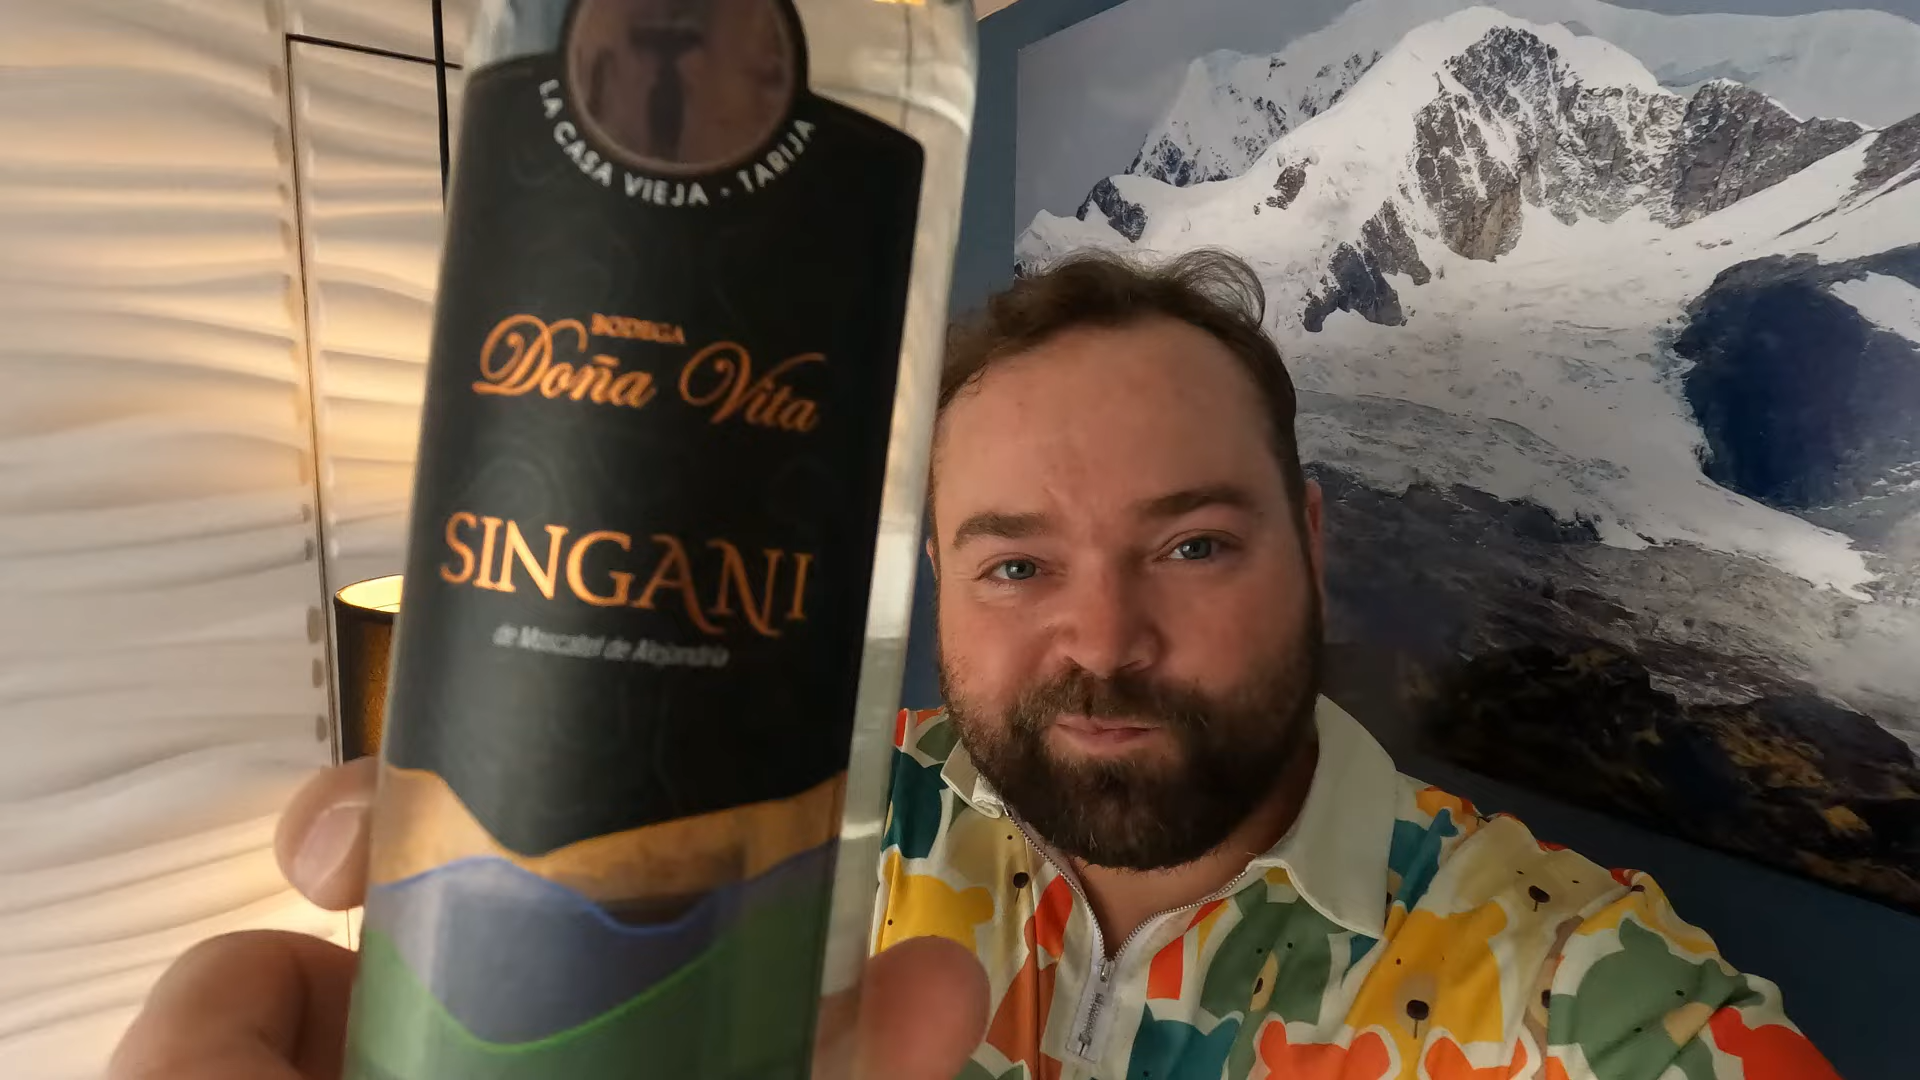 LA CASA VIEJA · TARIJA
BODEGA
Doña Vita
SINGANI
de Moscatel de Alejandría